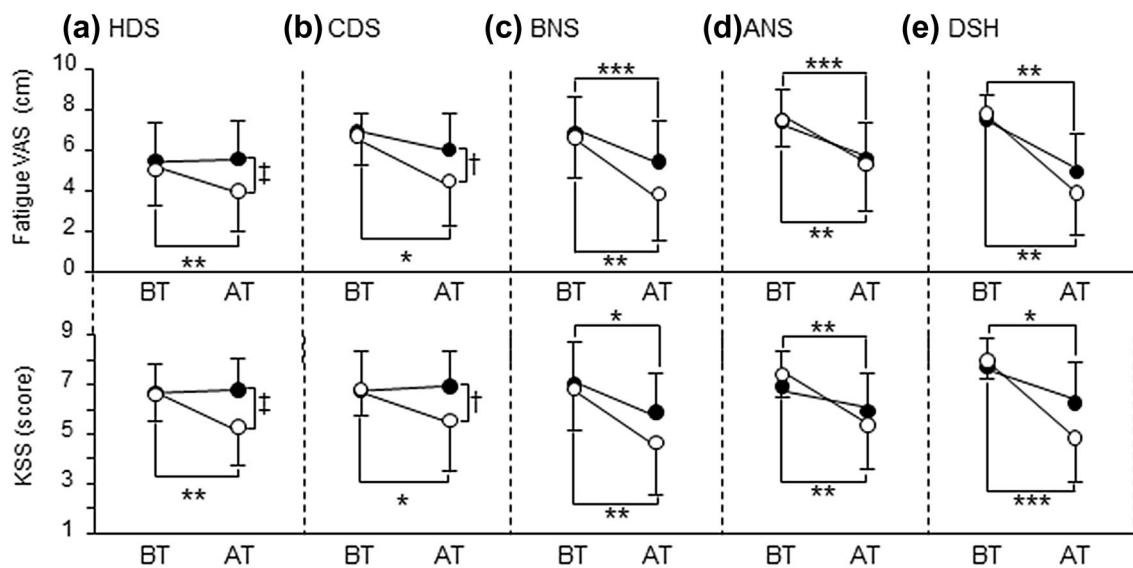 (a) HDS (b) CDS (c) BNS (d) ANS (e) DSH
Fatigue VAS (cm)
10
8
6
4
2
0
*** *** **
‡ †
** * ** ** **
BT AT BT AT BT AT BT AT BT AT
KSS (score)
9
7
5
3
1
* ** *
‡ †
** * ** ** ***
BT AT BT AT BT AT BT AT BT AT